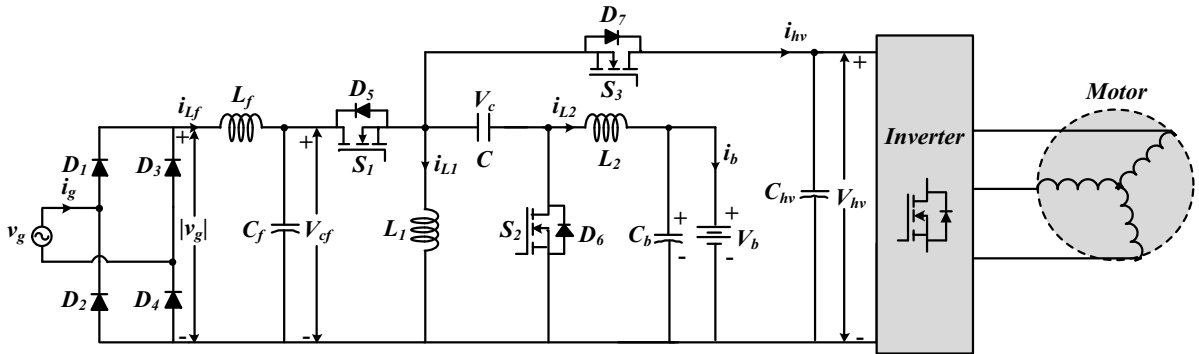 D7
ihv
S3
iLf
Lf
D5
Vc
iL2
+
+
+
S1
C
L2
Inverter
Motor
D1
D3
iL1
ib
ig
vg
|vg|
Cf
Vcf
L1
S2
D6
Cb
+
-
+
Vb
-
Chv
Vhv
D2
D4
-
-
-